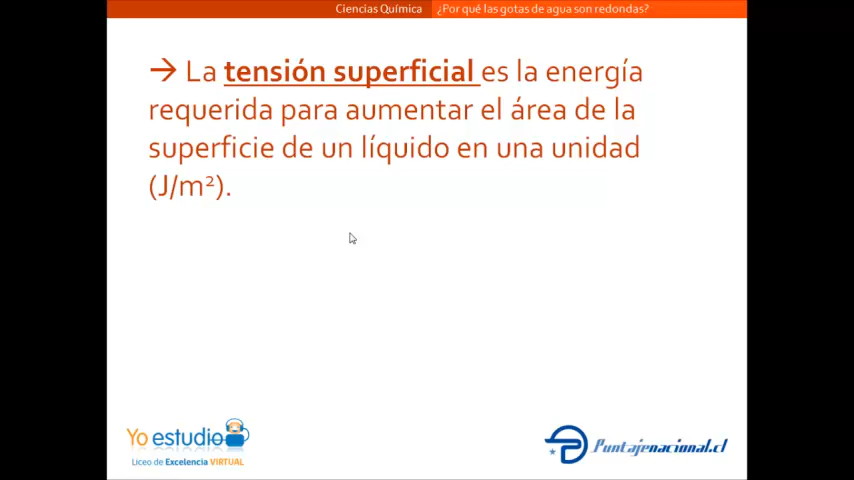 Ciencias Química ¿Por qué las gotas de agua son redondas?
→ La tensión superficial es la energía
requerida para aumentar el área de la
superficie de un líquido en una unidad
(J/m²).
Yo estudio
Liceo de Excelencia VIRTUAL
Puntajenacional.cl